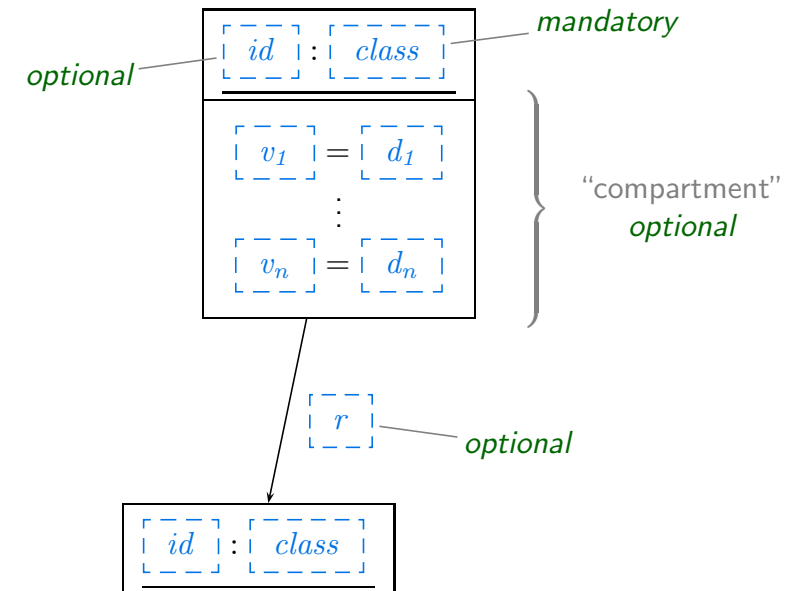 mandatory
id : class
optional
v1 = d1
“compartment”
⋮
optional
vn = dn
r
optional
id : class